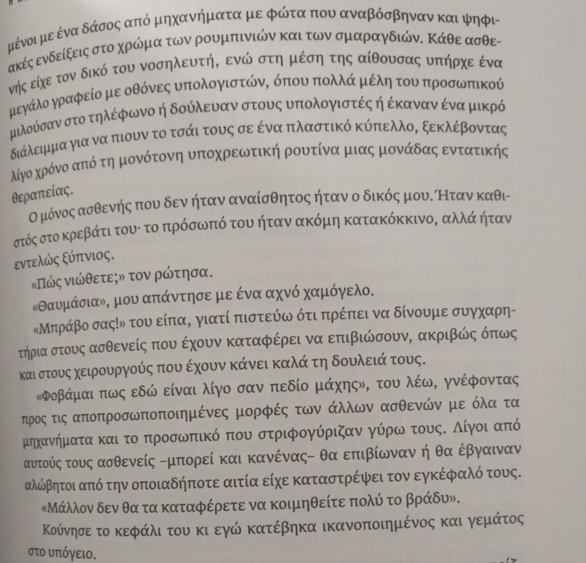 μένοι με ένα δάσος από μηχανήματα με φώτα που αναβόσβηναν και ψηφι-
ακές ενδείξεις στο χρώμα των ρουμπινιών και των σμαραγδιών. Κάθε ασθε-
νής είχε τον δικό του νοσηλευτή, ενώ στη μέση της αίθουσας υπήρχε ένα
μεγάλο γραφείο με οθόνες υπολογιστών, όπου πολλά μέλη του προσωπικού
μιλούσαν στο τηλέφωνο ή δούλευαν στους υπολογιστές ή έκαναν ένα μικρό
διάλειμμα για να πιουν το τσάι τους σε ένα πλαστικό κύπελλο, ξεκλέβοντας
λίγο χρόνο από τη μονότονη υποχρεωτική ρουτίνα μιας μονάδας εντατικής
θεραπείας.
Ο μόνος ασθενής που δεν ήταν αναίσθητος ήταν ο δικός μου. Ήταν καθι-
στός στο κρεβάτι του· το πρόσωπό του ήταν ακόμη κατακόκκινο, αλλά ήταν
εντελώς ξύπνιος.
«Πώς νιώθετε;» τον ρώτησα.
«Θαυμάσια», μου απάντησε με ένα αχνό χαμόγελο.
«Μπράβο σας!» του είπα, γιατί πιστεύω ότι πρέπει να δίνουμε συγχαρη-
τήρια στους ασθενείς που έχουν καταφέρει να επιβιώσουν, ακριβώς όπως
και στους χειρουργούς που έχουν κάνει καλά τη δουλειά τους.
«Φοβάμαι πως εδώ είναι λίγο σαν πεδίο μάχης», του λέω, γνέφοντας
προς τις αποπροσωποποιημένες μορφές των άλλων ασθενών με όλα τα
μηχανήματα και το προσωπικό που στριφογύριζαν γύρω τους. Λίγοι από
αυτούς τους ασθενείς –μπορεί και κανένας– θα επιβίωναν ή θα έβγαιναν
αλώβητοι από την οποιαδήποτε αιτία είχε καταστρέψει τον εγκέφαλό τους.
«Μάλλον δεν θα τα καταφέρετε να κοιμηθείτε πολύ το βράδυ».
Κούνησε το κεφάλι του κι εγώ κατέβηκα ικανοποιημένος και γεμάτος
στο υπόγειο.